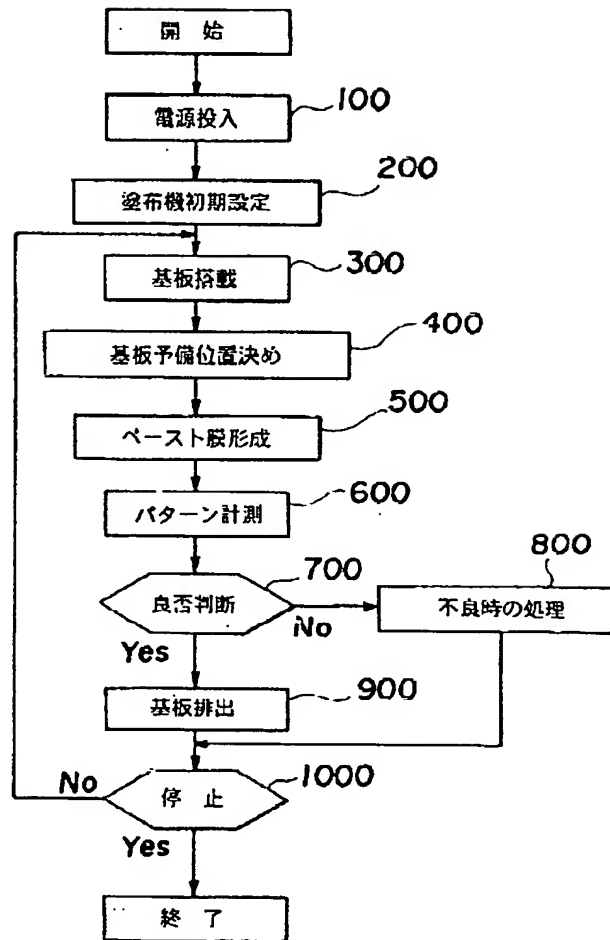 開 始
100
電源投入
200
塗布機初期設定
300
基板搭載
400
基板予備位置決め
500
ペースト膜形成
600
パターン計測
700
800
良否判断
No
不良時の処理
Yes
900
基板排出
1000
No
停 止
Yes
終 了